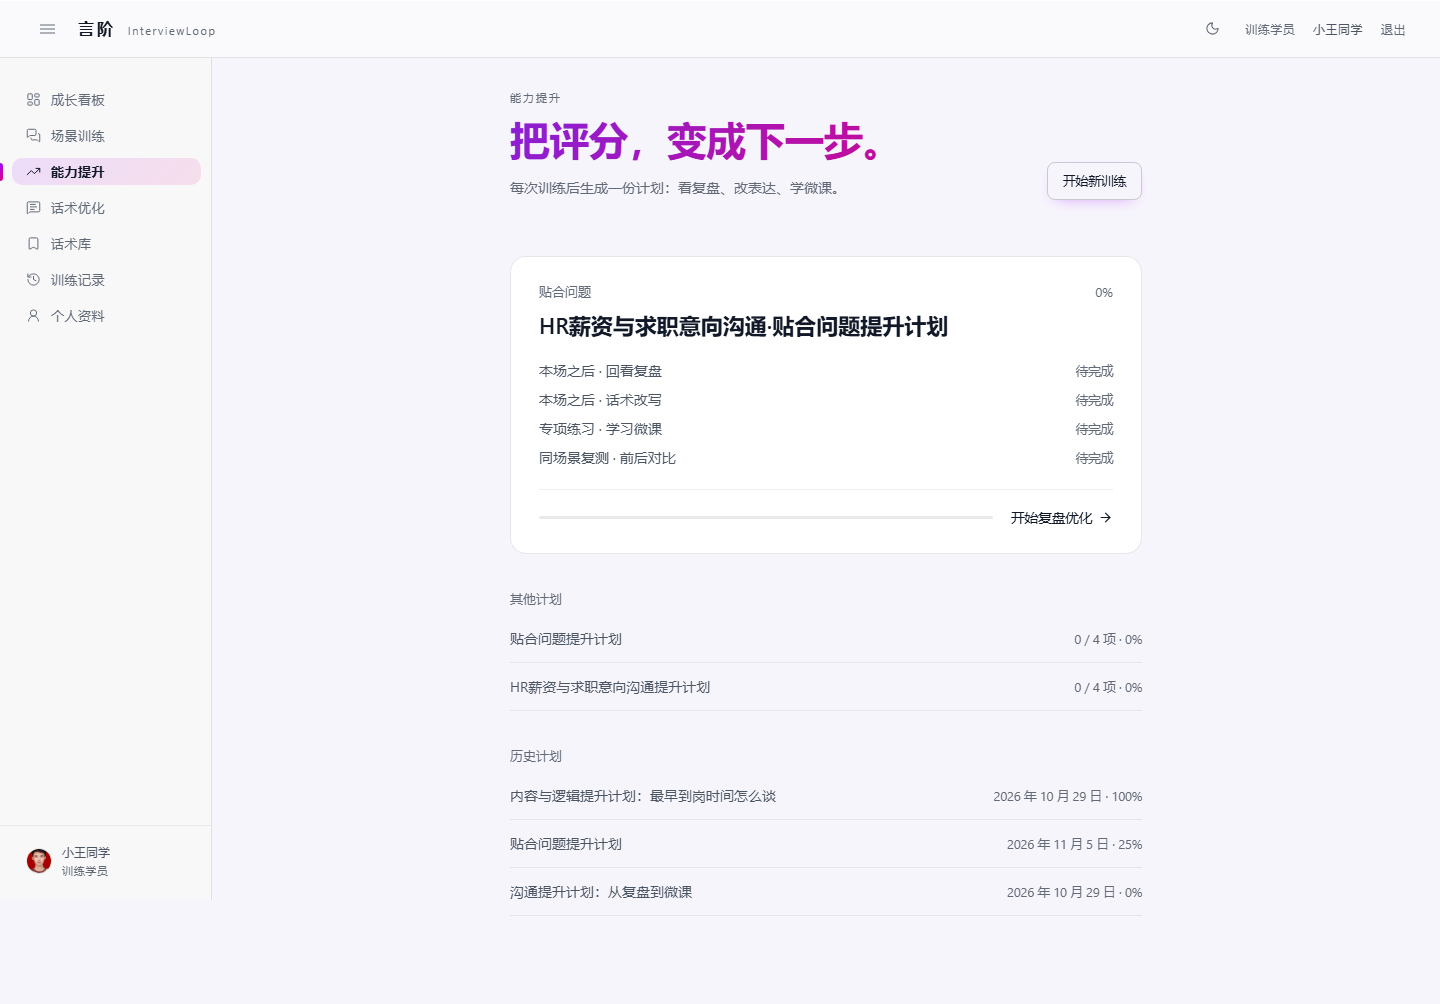 言阶 InterviewLoop
训练学员 小王同学 退出
成长看板
场景训练
能力提升
话术优化
话术库
训练记录
个人资料
小王同学
训练学员
能力提升
把评分，变成下一步。
每次训练后生成一份计划：看复盘、改表达、学微课。
开始新训练
贴合问题 0%
HR薪资与求职意向沟通·贴合问题提升计划
本场之后 · 回看复盘 待完成
本场之后 · 话术改写 待完成
专项练习 · 学习微课 待完成
同场景复测 · 前后对比 待完成
开始复盘优化 →
其他计划
贴合问题提升计划 0 / 4 项 · 0%
HR薪资与求职意向沟通提升计划 0 / 4 项 · 0%
历史计划
内容与逻辑提升计划：最早到岗时间怎么谈 2026 年 10 月 29 日 · 100%
贴合问题提升计划 2026 年 11 月 5 日 · 25%
沟通提升计划：从复盘到微课 2026 年 10 月 29 日 · 0%